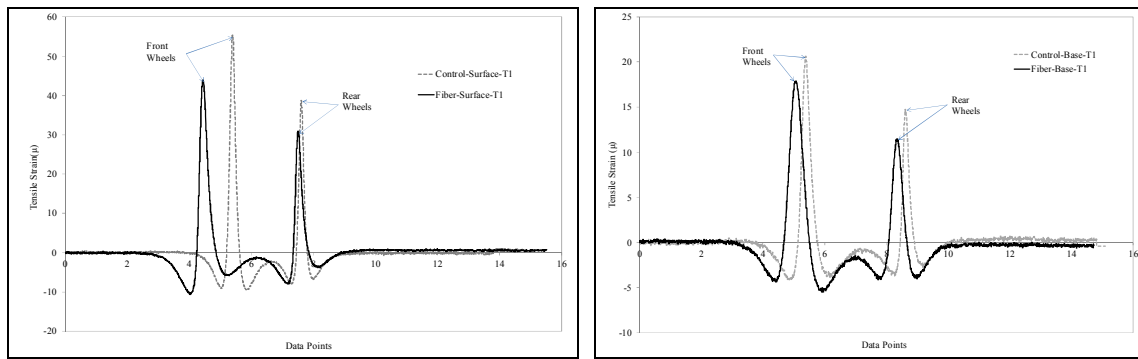 60
50
40
30
20
10
0
-10
-20
0
2
4
6
8
10
12
14
16
Tensile Strain(μ)
Data Points
Front
Wheels
Rear
Wheels
Control-Surface-T1
Fiber-Surface-T1
25
20
15
10
5
0
-5
-10
0
2
4
6
8
10
12
14
16
Tensile Strain (μ)
Data Points
Front
Wheels
Rear
Wheels
Control-Base-T1
Fiber-Base-T1